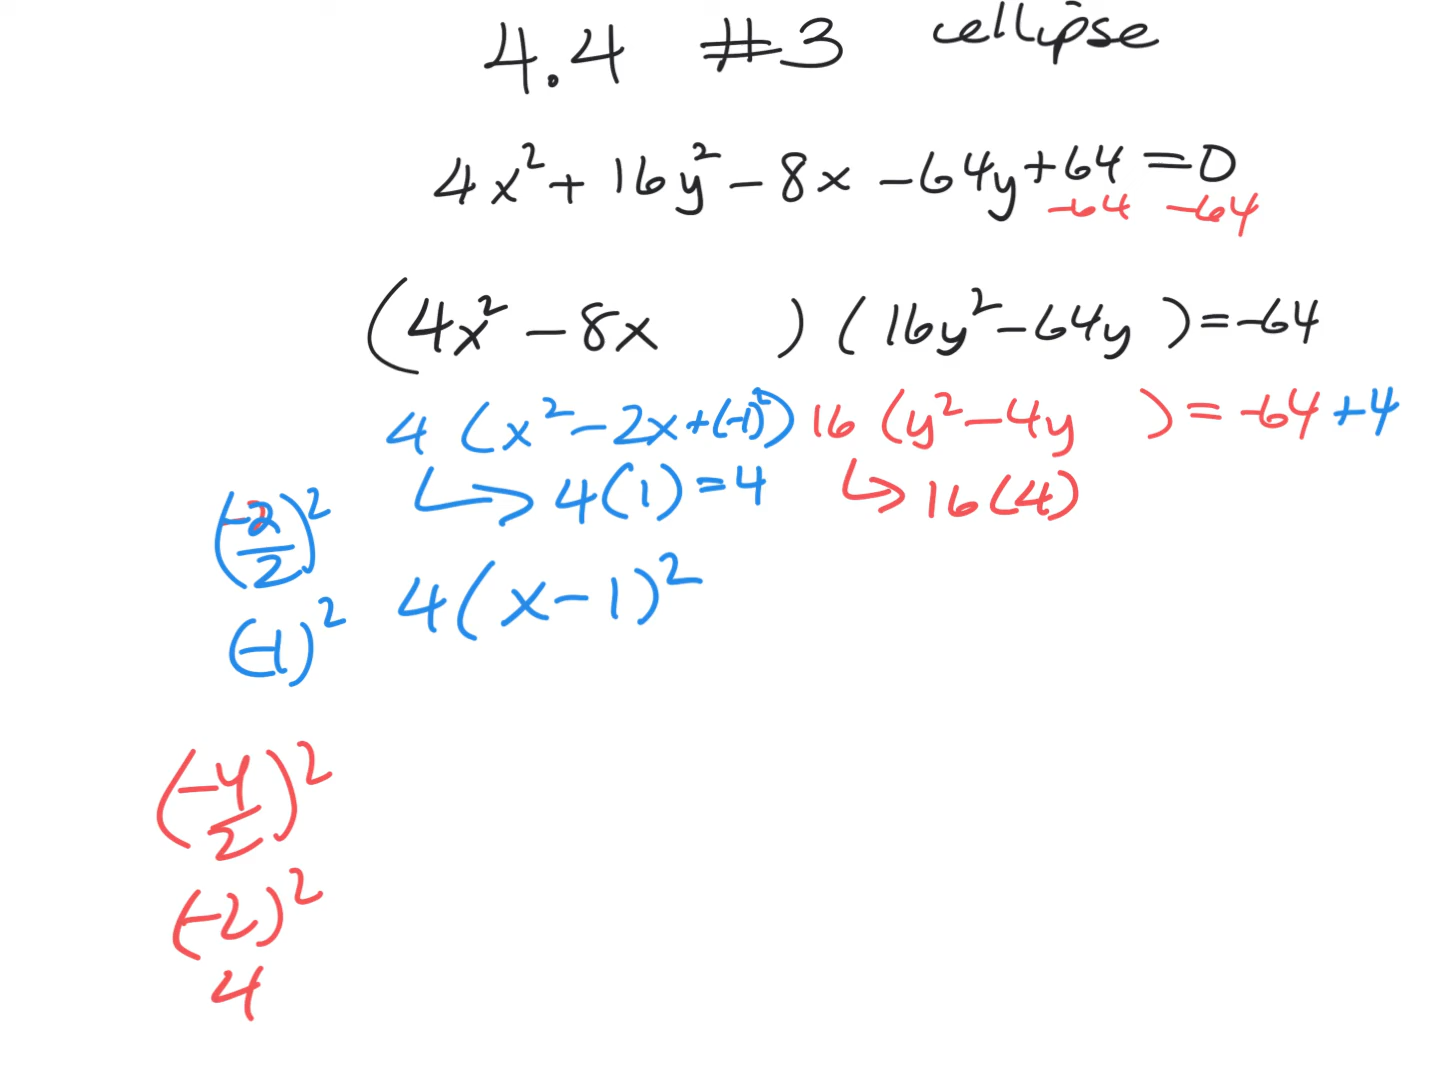 4.4 #3 ellipse
4x² + 16y² - 8x - 64y + 64 = 0
-64 -64
(4x² - 8x ) (16y² - 64y ) = -64
4 (x² - 2x + (-1)²) 16 (y² - 4y ) = -64 + 4
↳ 4(1) = 4 ↳ 16(4)
(-2/2)²
4(x - 1)²
(-1)²
(-4/2)²
(-2)²
4